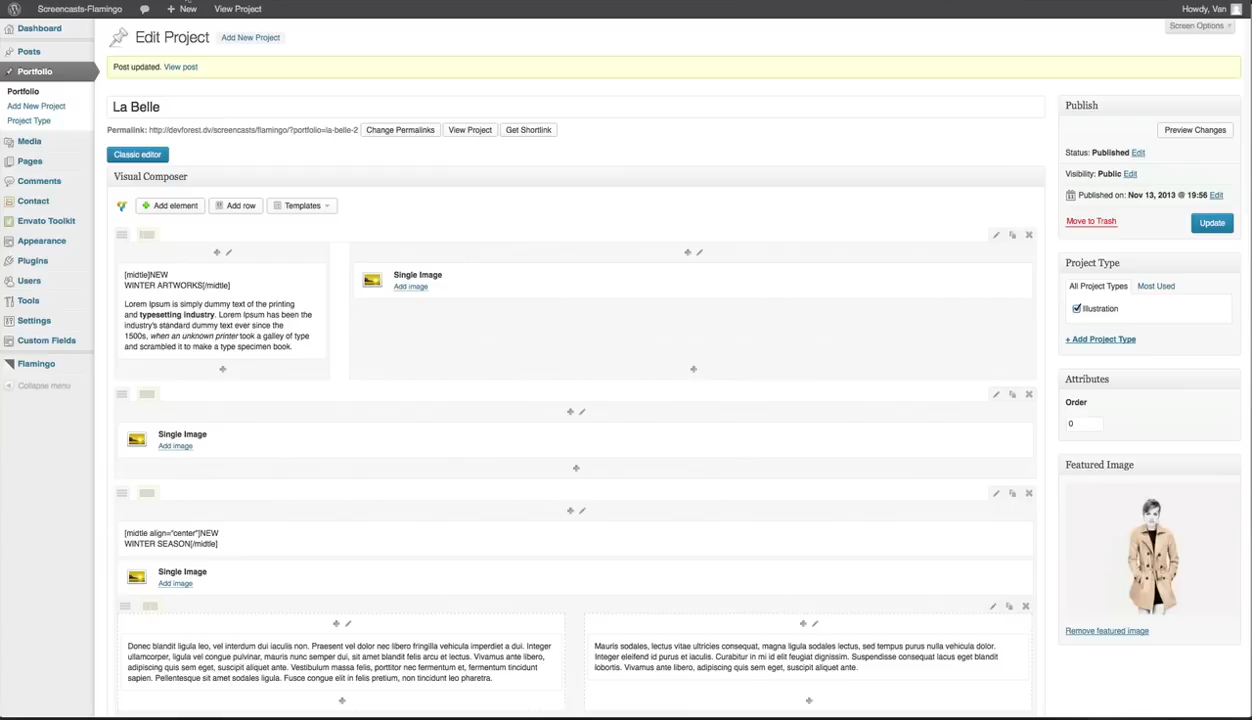 Screencasts-Flamingo
+ New
View Project
Howdy, Van
Dashboard
Posts
Portfolio
Portfolio
Add New Project
Project Type
Media
Pages
Comments
Contact
Envato Toolkit
Appearance
Plugins
Users
Tools
Settings
Custom Fields
Flamingo
Collapse menu
Screen Options
Edit Project
Add New Project
Post updated. View post
La Belle
Permalink: http://devforest.dv/screencasts/flamingo/?portfolio=la-belle-2
Change Permalinks
View Project
Get Shortlink
Classic editor
Visual Composer
Add element
Add row
Templates
[midtle]NEW
WINTER ARTWORKS[/midtle]
Lorem Ipsum is simply dummy text of the printing
and typesetting industry. Lorem Ipsum has been the
industry's standard dummy text ever since the
1500s, when an unknown printer took a galley of type
and scrambled it to make a type specimen book.
Single Image
Add image
Single Image
Add image
[midtle align="center"]NEW
WINTER SEASON[/midtle]
Single Image
Add image
Donec blandit ligula leo, vel interdum dui iaculis non. Praesent vel dolor nec libero fringilla vehicula imperdiet a dui. Integer
ullamcorper, ligula vel congue pulvinar, mauris nunc semper dui, sit amet blandit felis arcu et lectus. Vivamus ante libero,
adipiscing quis sem eget, suscipit aliquet ante. Vestibulum massa felis, porttitor nec fermentum et, fermentum tincidunt
sapien. Pellentesque sit amet sodales ligula. Fusce congue elit in felis pretium, non tincidunt leo pharetra.
Mauris sodales, lectus vitae ultricies consequat, magna ligula sodales lectus, sed tempus purus nulla vehicula dolor.
Integer eleifend id purus et iaculis. Curabitur in mi id elit feugiat dignissim. Suspendisse consequat lacus eget blandit
lobortis. Vivamus ante libero, adipiscing quis sem eget, suscipit aliquet ante.
Publish
Preview Changes
Status: Published Edit
Visibility: Public Edit
Published on: Nov 13, 2013 @ 19:56 Edit
Move to Trash
Update
Project Type
All Project Types
Most Used
Illustration
+ Add Project Type
Attributes
Order
0
Featured Image
Remove featured image